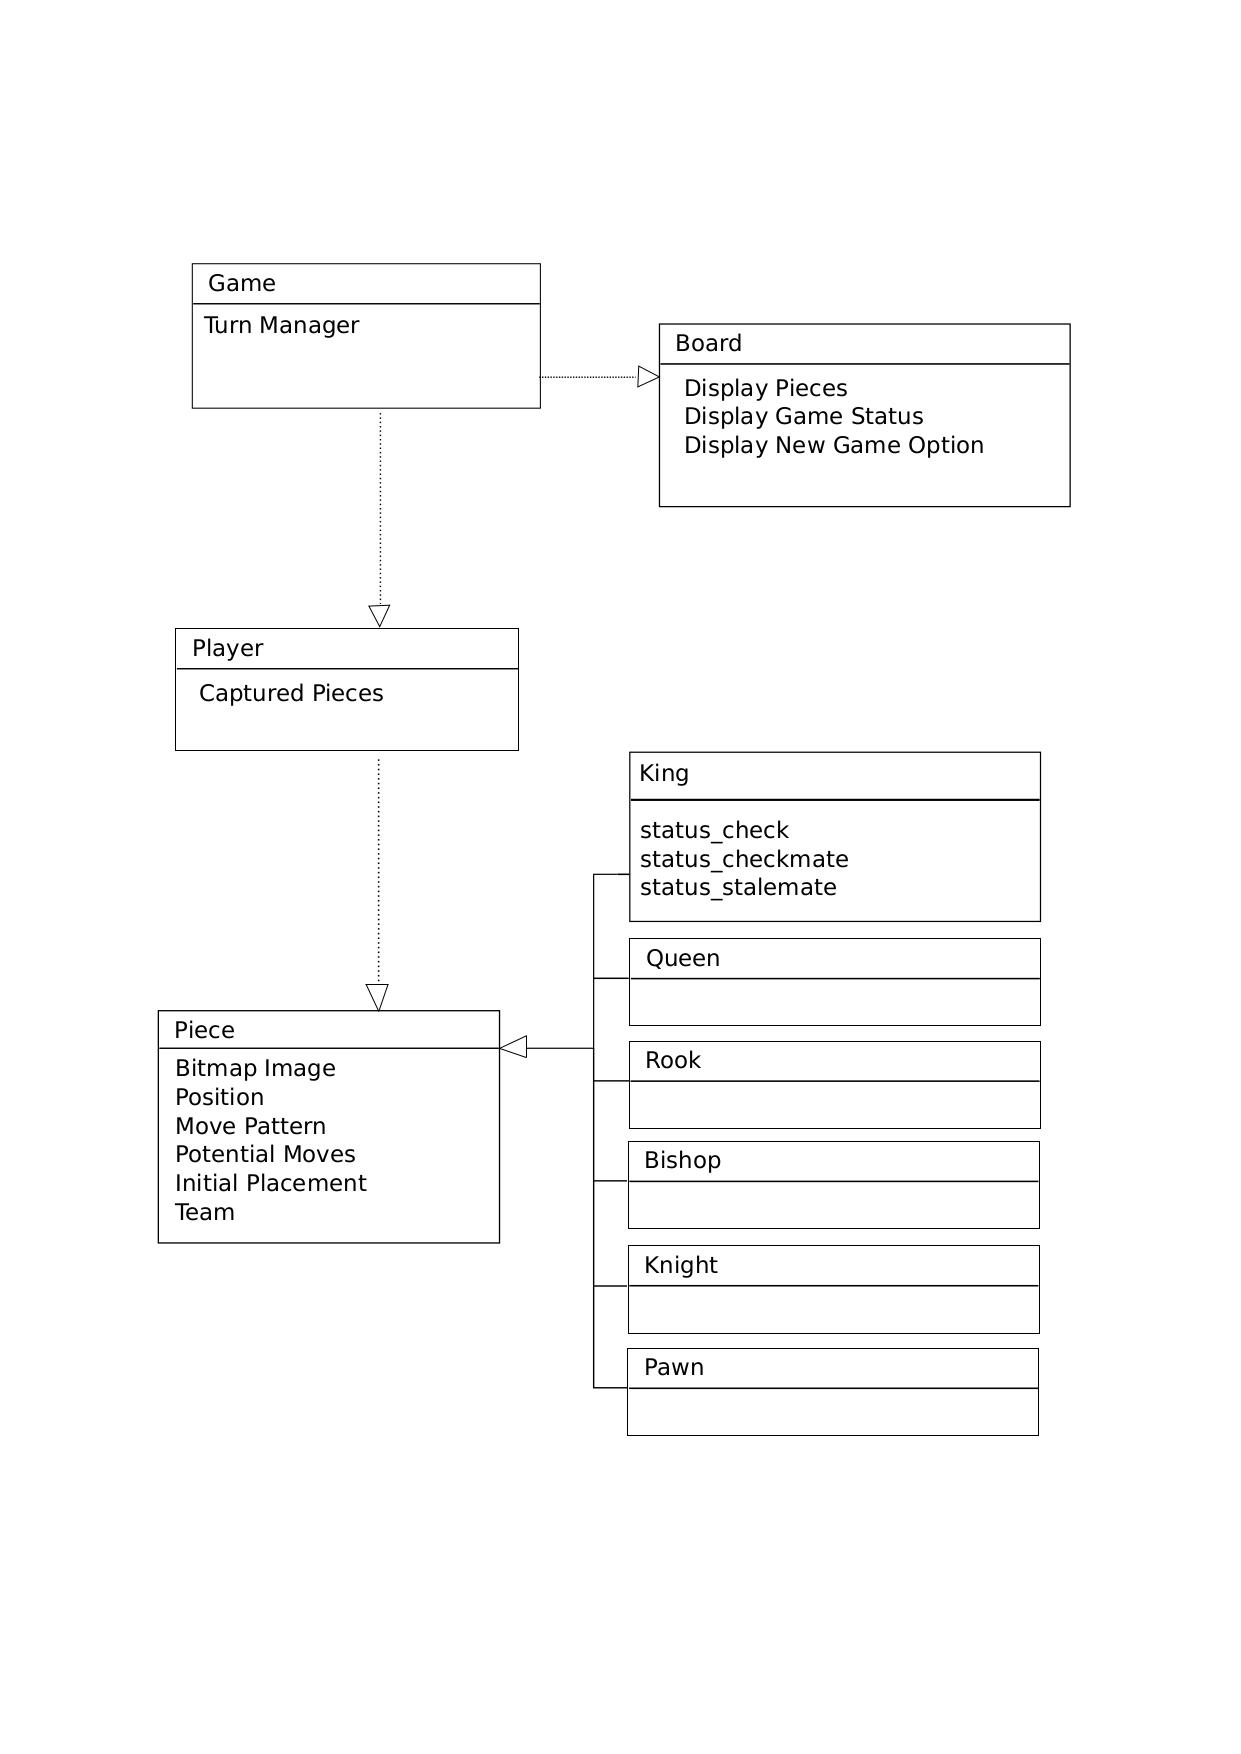 Game
Turn Manager
Board
Display Pieces
Display Game Status
Display New Game Option
Player
Captured Pieces
King
status_check
status_checkmate
status_stalemate
Queen
Piece
Bitmap Image
Position
Move Pattern
Potential Moves
Initial Placement
Team
Rook
Bishop
Knight
Pawn